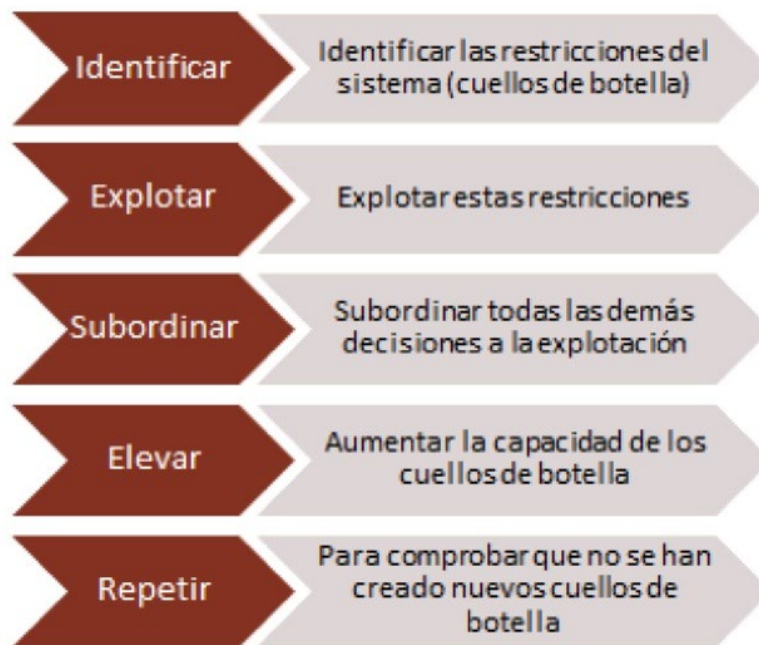 Identificar
Identificar las restricciones del
sistema (cuellos de botella)
Explotar
Explotar estas restricciones
Subordinar
Subordinar todas las demás
decisiones a la explotación
Elevar
Aumentar la capacidad de los
cuellos de botella
Repetir
Para comprobar que no se han
creado nuevos cuellos de
botella